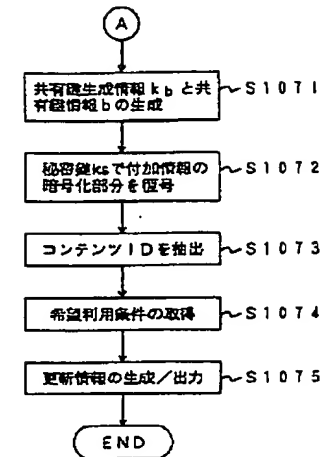 A
共有鍵生成情報kbと共 S1071
有鍵情報bの生成
秘密鍵ksで付加情報の S1072
暗号化部分を復号
コンテンツIDを抽出 S1073
希望利用条件の取得 S1074
更新情報の生成／出力 S1075
END